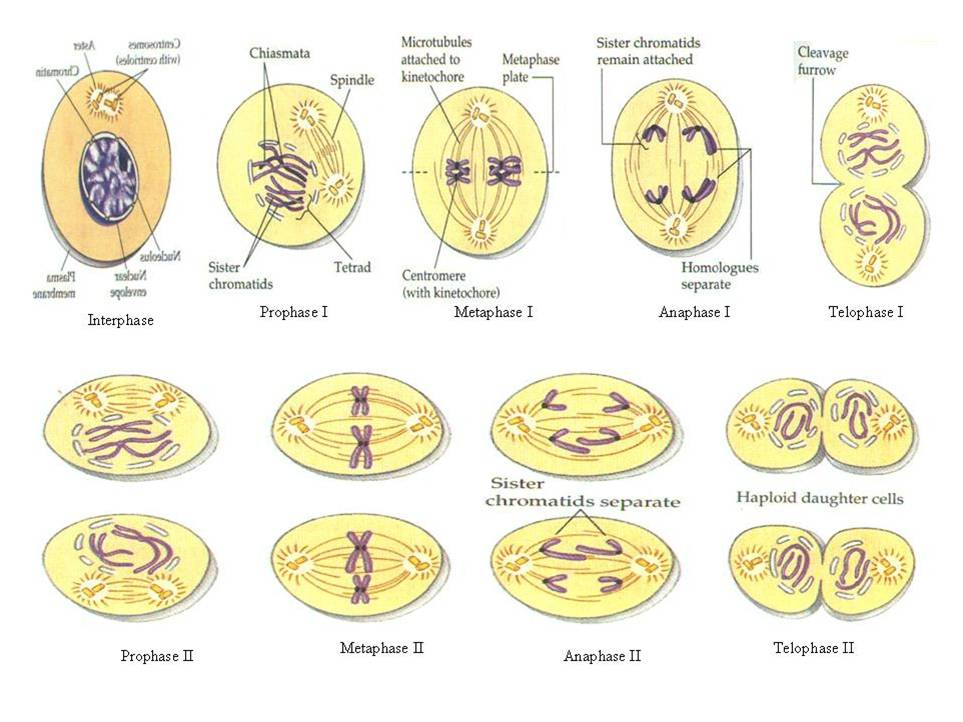 Aster
Centrosomes
(with centrioles)
Chromatin
Nucleolus
Nuclear
envelope
Plasma
membrane
Interphase
Chiasmata
Spindle
Sister
chromatids
Tetrad
Prophase I
Microtubules
attached to
kinetochore
Metaphase
plate
Centromere
(with kinetochore)
Metaphase I
Sister chromatids
remain attached
Homologues
separate
Anaphase I
Cleavage
furrow
Telophase I
Prophase II
Metaphase II
Sister
chromatids separate
Anaphase II
Haploid daughter cells
Telophase II